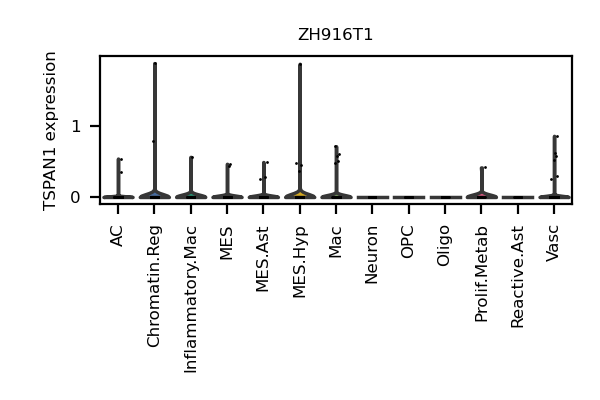 ZH916T1
TSPAN1 expression
1
0
AC
Chromatin.Reg
Inflammatory.Mac
MES
MES.Ast
MES.Hyp
Mac
Neuron
OPC
Oligo
Prolif.Metab
Reactive.Ast
Vasc